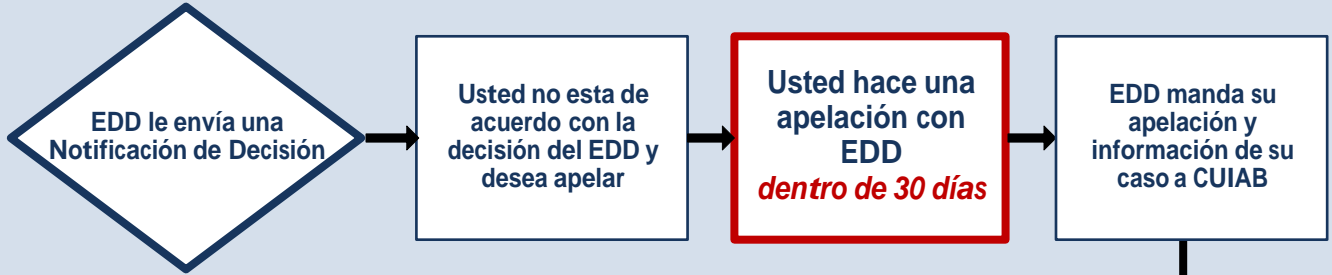 EDD le envía una
Notificación de Decisión
Usted no esta de
acuerdo con la
decisión del EDD y
desea apelar
Usted hace una
apelación con
EDD
dentro de 30 días
EDD manda su
apelación y
información de su
caso a CUIAB